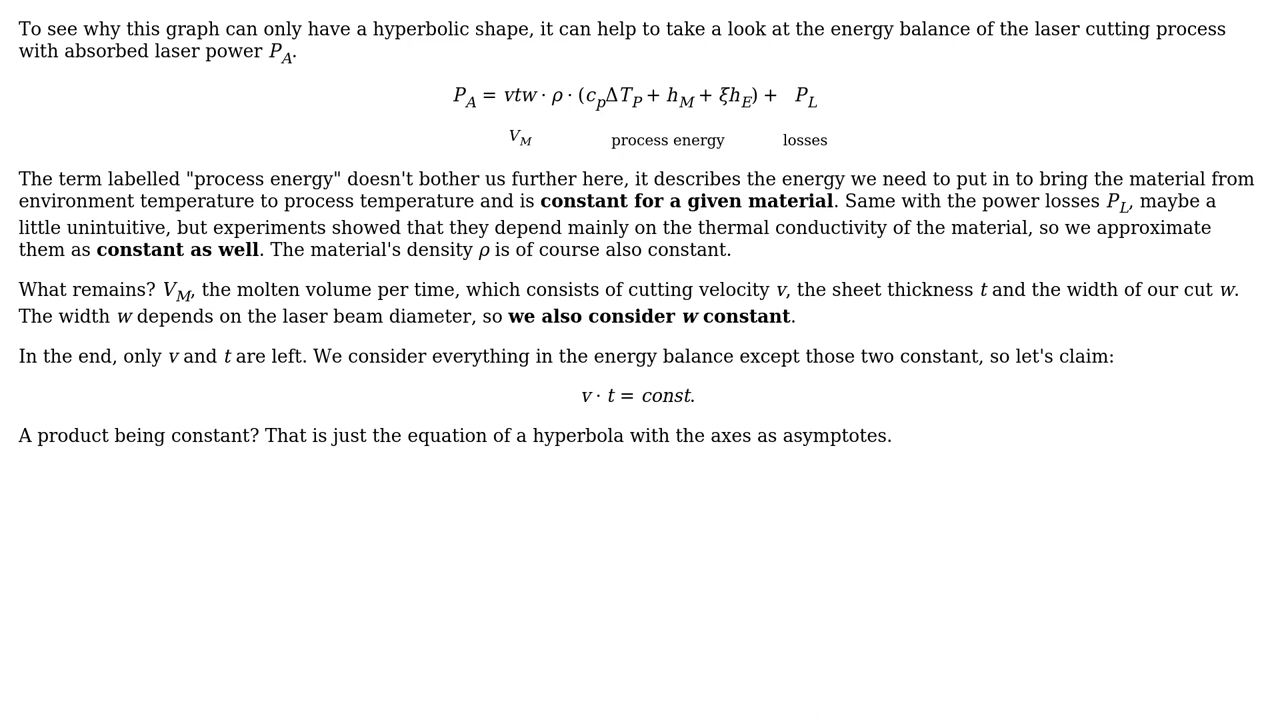 To see why this graph can only have a hyperbolic shape, it can help to take a look at the energy balance of the laser cutting process
with absorbed laser power P_A.
P_A = vtw · ρ · (c_pΔT_P + h_M + ξh_E) + P_L
V_M process energy losses
The term labelled "process energy" doesn't bother us further here, it describes the energy we need to put in to bring the material from
environment temperature to process temperature and is constant for a given material. Same with the power losses P_L, maybe a
little unintuitive, but experiments showed that they depend mainly on the thermal conductivity of the material, so we approximate
them as constant as well. The material's density ρ is of course also constant.
What remains? V_M, the molten volume per time, which consists of cutting velocity v, the sheet thickness t and the width of our cut w.
The width w depends on the laser beam diameter, so we also consider w constant.
In the end, only v and t are left. We consider everything in the energy balance except those two constant, so let's claim:
v · t = const.
A product being constant? That is just the equation of a hyperbola with the axes as asymptotes.